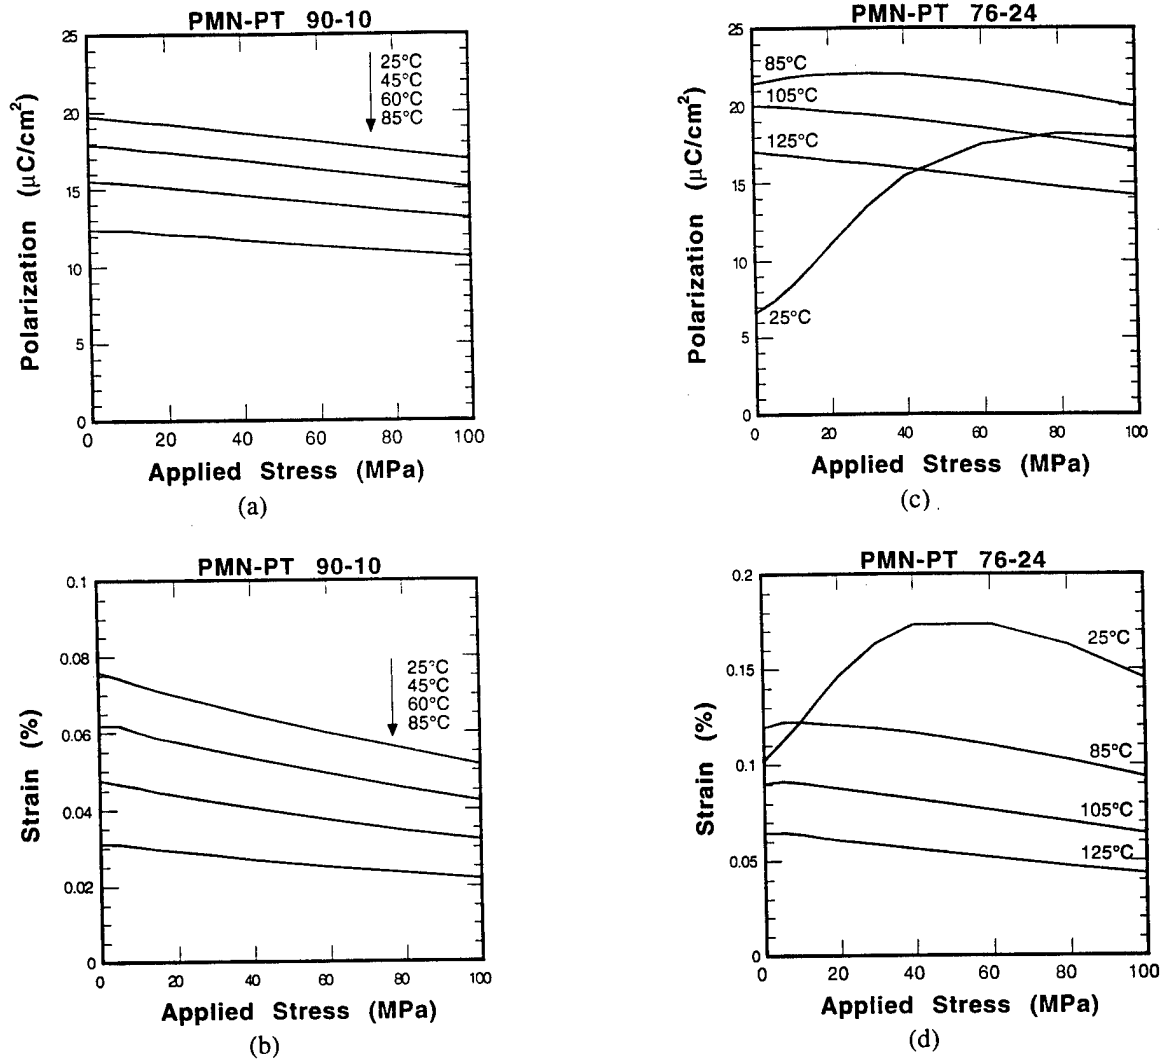 PMN-PT 90-10
25
20
15
10
5
0
Polarization (μC/cm²)
25°C
45°C
60°C
85°C
0 20 40 60 80 100
Applied Stress (MPa)
(a)
PMN-PT 76-24
25
20
15
10
5
0
Polarization (μC/cm²)
85°C
105°C
125°C
25°C
0 20 40 60 80 100
Applied Stress (MPa)
(c)
PMN-PT 90-10
0.1
0.08
0.06
0.04
0.02
0
Strain (%)
25°C
45°C
60°C
85°C
0 20 40 60 80 100
Applied Stress (MPa)
(b)
PMN-PT 76-24
0.2
0.15
0.1
0.05
0
Strain (%)
25°C
85°C
105°C
125°C
0 20 40 60 80 100
Applied Stress (MPa)
(d)